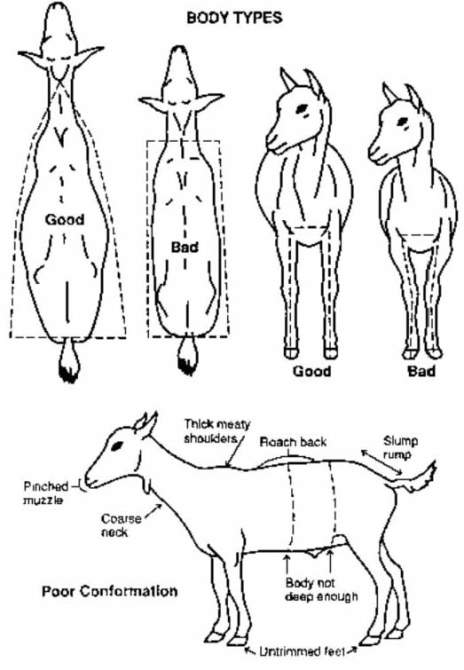 BODY TYPES
Good
Bad
Good
Bad
Thick meaty
shoulders
Roach back
Slump
rump
Pinched
muzzle
Coarse
neck
Poor Conformation
Body not
deep enough
Untrimmed feet